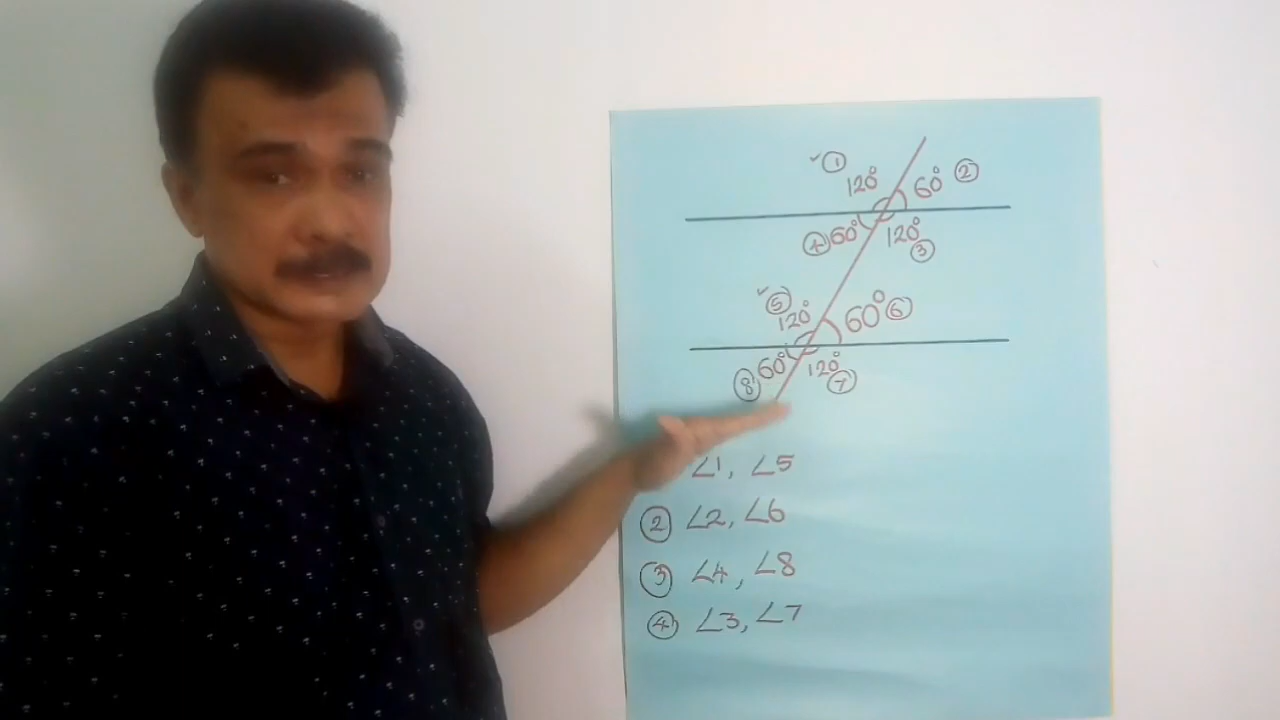 ✓ ① 120° 60° ②
④ 60° 120° ③
✓ ⑤ 120° 60° ⑥
⑧ 60° 120° ⑦
∠1, ∠5
② ∠2, ∠6
③ ∠4, ∠8
④ ∠3, ∠7